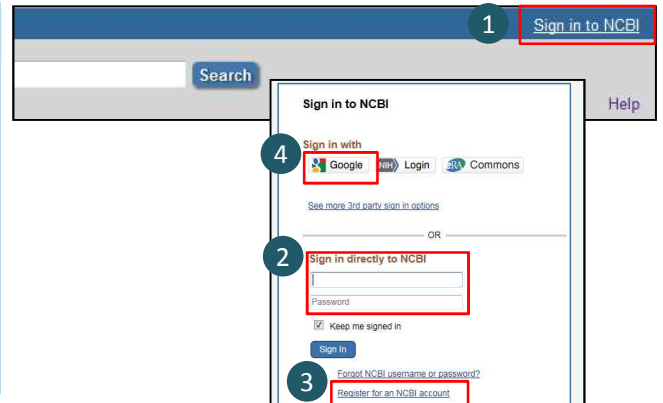 1 Sign in to NCBI
Search
Help
Sign in to NCBI
Sign in with
4 Google NIH Login eRA Commons
See more 3rd party sign in options
OR
2 Sign in directly to NCBI
Password
Keep me signed in
Sign In
Forgot NCBI username or password?
3 Register for an NCBI account